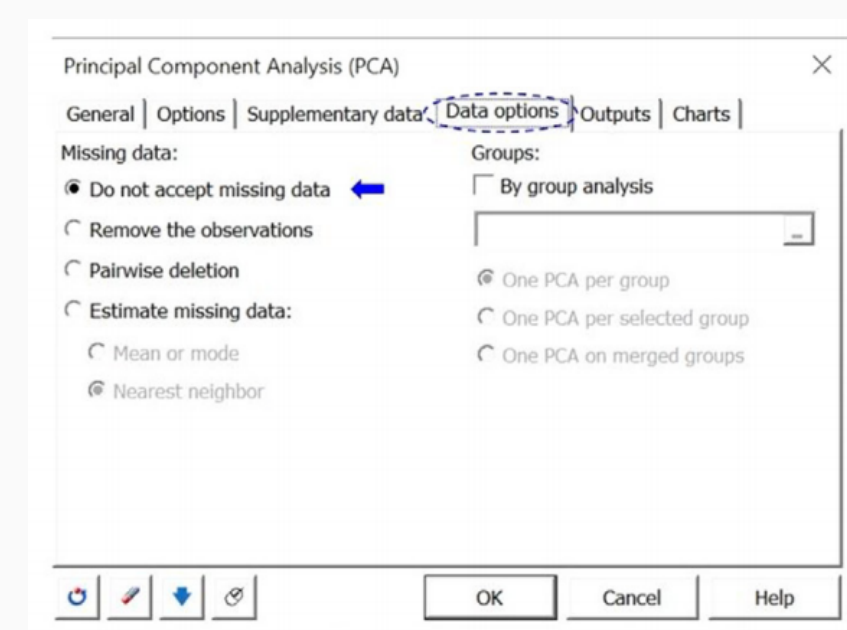 Principal Component Analysis (PCA)
General Options Supplementary data Data options Outputs Charts
Missing data:
Do not accept missing data
Remove the observations
Pairwise deletion
Estimate missing data:
Mean or mode
Nearest neighbor
Groups:
By group analysis
One PCA per group
One PCA per selected group
One PCA on merged groups
OK Cancel Help